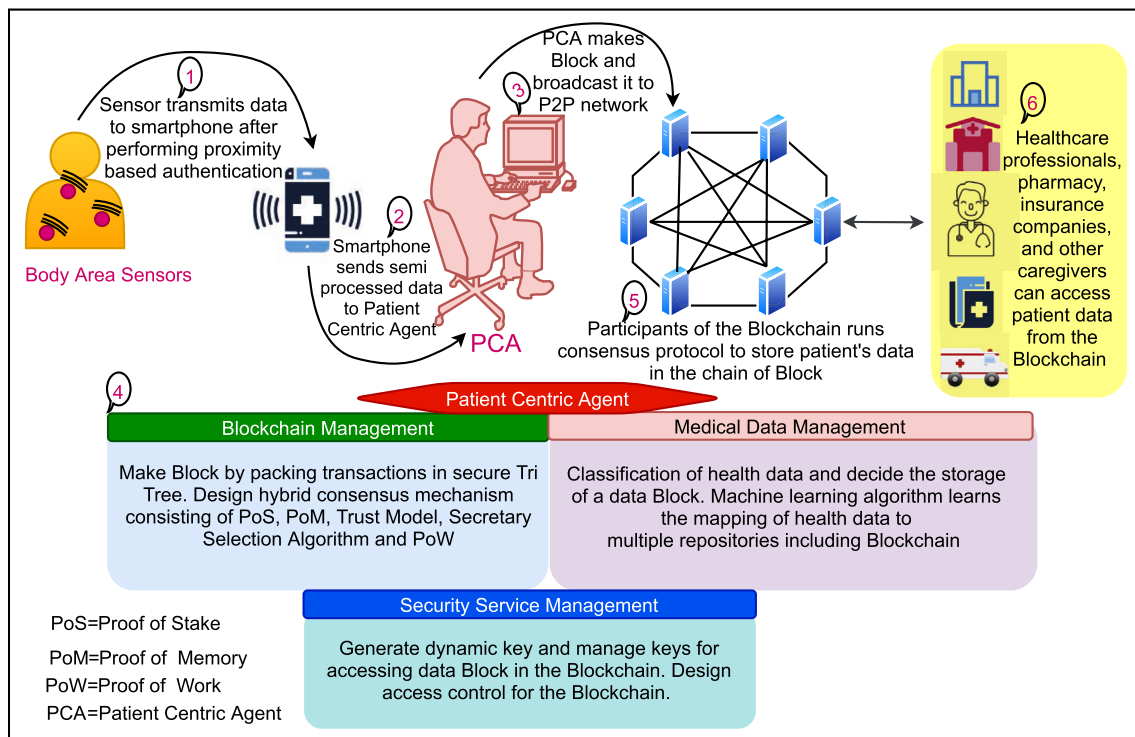 1
Sensor transmits data
to smartphone after
performing proximity
based authentication
Body Area Sensors
2
Smartphone
sends semi
processed data
to Patient
Centric Agent
3
PCA makes
Block and
broadcast it to
P2P network
PCA
5
Participants of the Blockchain runs
consensus protocol to store patient's data
in the chain of Block
6
Healthcare
professionals,
pharmacy,
insurance
companies,
and other
caregivers
can access
patient data
from the
Blockchain
4
Patient Centric Agent
Blockchain Management
Make Block by packing transactions in secure Tri
Tree. Design hybrid consensus mechanism
consisting of PoS, PoM, Trust Model, Secretary
Selection Algorithm and PoW
Medical Data Management
Classification of health data and decide the storage
of a data Block. Machine learning algorithm learns
the mapping of health data to
multiple repositories including Blockchain
Security Service Management
Generate dynamic key and manage keys for
accessing data Block in the Blockchain. Design
access control for the Blockchain.
PoS=Proof of Stake
PoM=Proof of Memory
PoW=Proof of Work
PCA=Patient Centric Agent